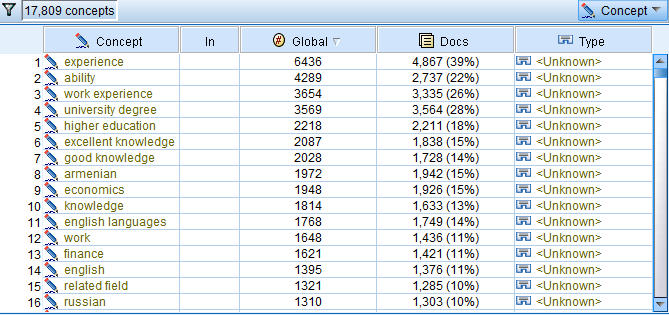 17,809 concepts Concept
Concept In Global Docs Type
1 experience 6436 4,867 (39%) <Unknown>
2 ability 4289 2,737 (22%) <Unknown>
3 work experience 3654 3,335 (26%) <Unknown>
4 university degree 3569 3,564 (28%) <Unknown>
5 higher education 2218 2,211 (18%) <Unknown>
6 excellent knowledge 2087 1,838 (15%) <Unknown>
7 good knowledge 2028 1,728 (14%) <Unknown>
8 armenian 1972 1,942 (15%) <Unknown>
9 economics 1948 1,926 (15%) <Unknown>
10 knowledge 1814 1,633 (13%) <Unknown>
11 english languages 1768 1,749 (14%) <Unknown>
12 work 1648 1,436 (11%) <Unknown>
13 finance 1621 1,421 (11%) <Unknown>
14 english 1395 1,376 (11%) <Unknown>
15 related field 1321 1,285 (10%) <Unknown>
16 russian 1310 1,303 (10%) <Unknown>